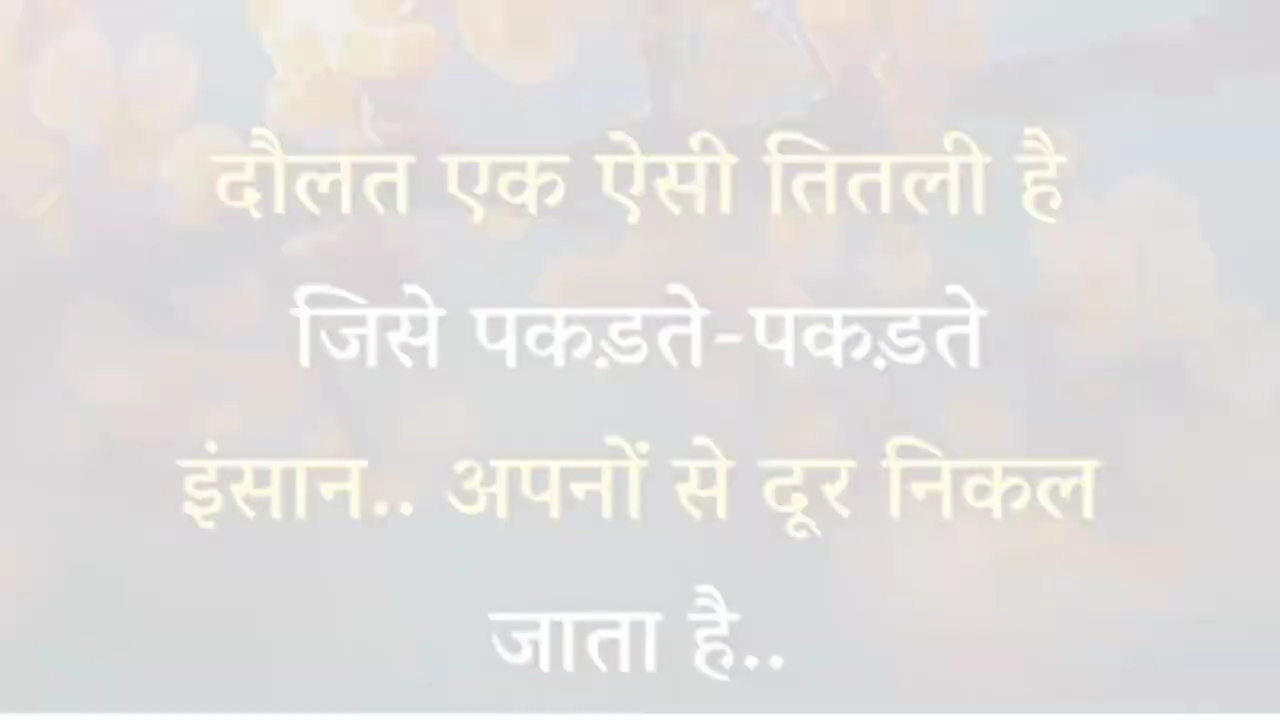 दौलत एक ऐसी तितली है
जिसे पकड़ते-पकड़ते
इंसान.. अपनों से दूर निकल
जाता है..